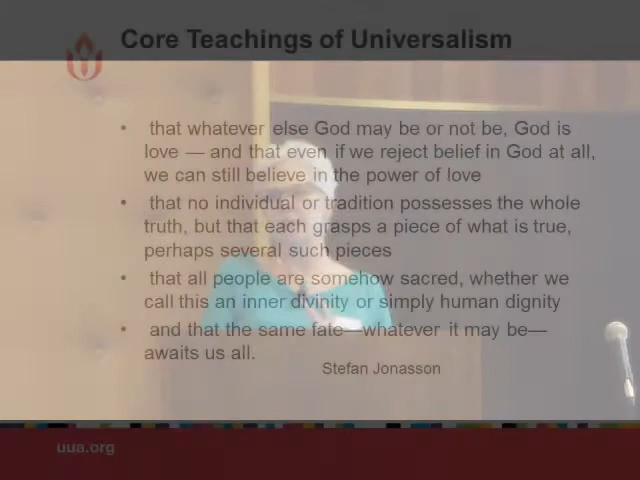 Core Teachings of Universalism
• that whatever else God may be or not be, God is
love — and that even if we reject belief in God at all,
we can still believe in the power of love
• that no individual or tradition possesses the whole
truth, but that each grasps a piece of what is true,
perhaps several such pieces
• that all people are somehow sacred, whether we
call this an inner divinity or simply human dignity
• and that the same fate—whatever it may be—
awaits us all.
Stefan Jonasson
uua.org